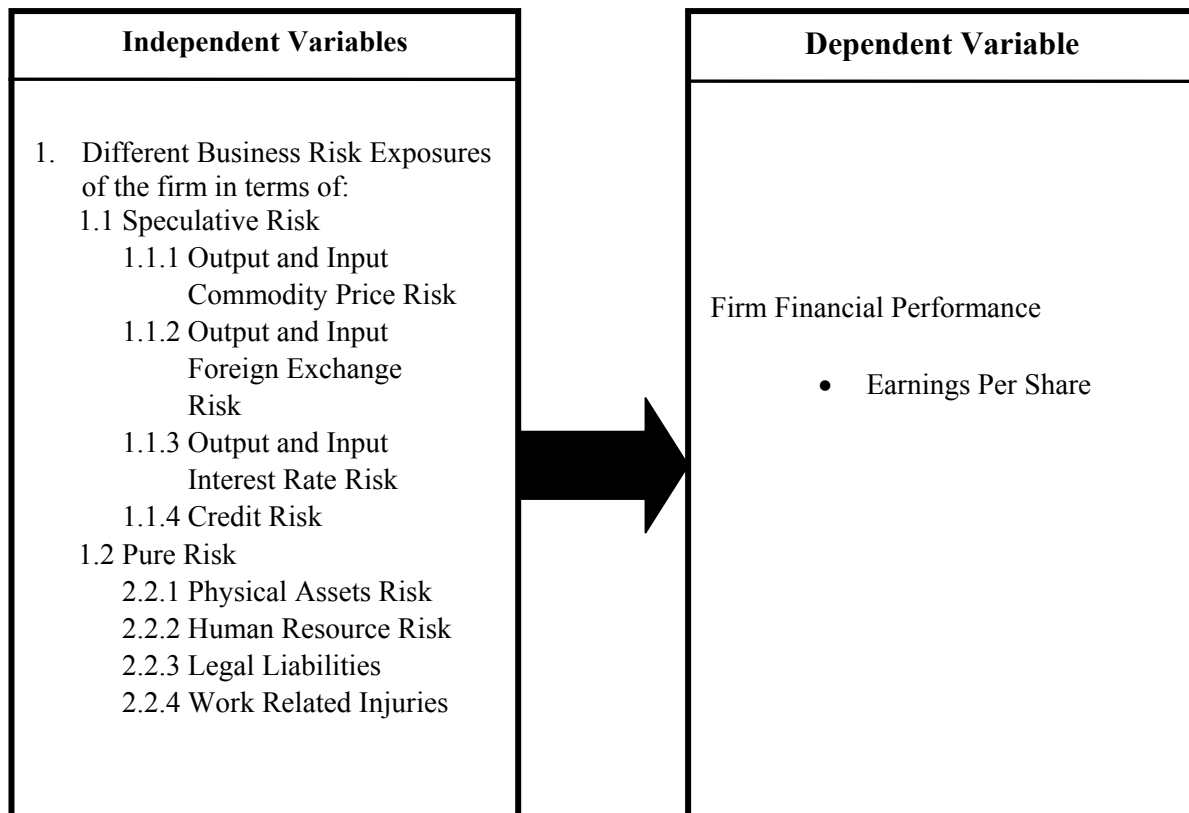 Independent Variables
1. Different Business Risk Exposures
of the firm in terms of:
1.1 Speculative Risk
1.1.1 Output and Input
Commodity Price Risk
1.1.2 Output and Input
Foreign Exchange
Risk
1.1.3 Output and Input
Interest Rate Risk
1.1.4 Credit Risk
1.2 Pure Risk
2.2.1 Physical Assets Risk
2.2.2 Human Resource Risk
2.2.3 Legal Liabilities
2.2.4 Work Related Injuries
Dependent Variable
Firm Financial Performance
• Earnings Per Share